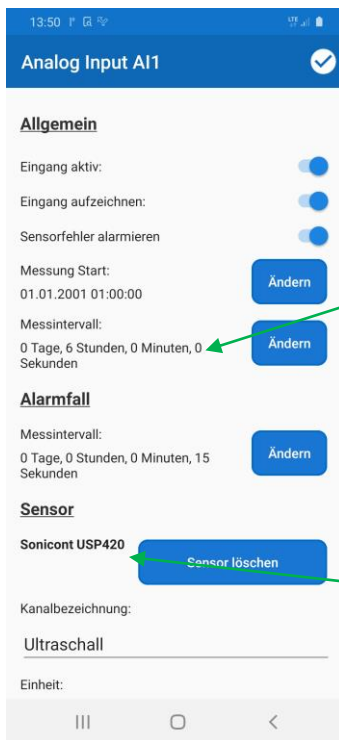 13:50
LTE
Analog Input AI1
Allgemein
Eingang aktiv:
Eingang aufzeichnen:
Sensorfehler alarmieren
Messung Start:
01.01.2001 01:00:00
Ändern
Messintervall:
0 Tage, 6 Stunden, 0 Minuten, 0
Sekunden
Ändern
Alarmfall
Messintervall:
0 Tage, 0 Stunden, 0 Minuten, 15
Sekunden
Ändern
Sensor
Sonicont USP420
Sensor löschen
Kanalbezeichnung:
Ultraschall
Einheit: